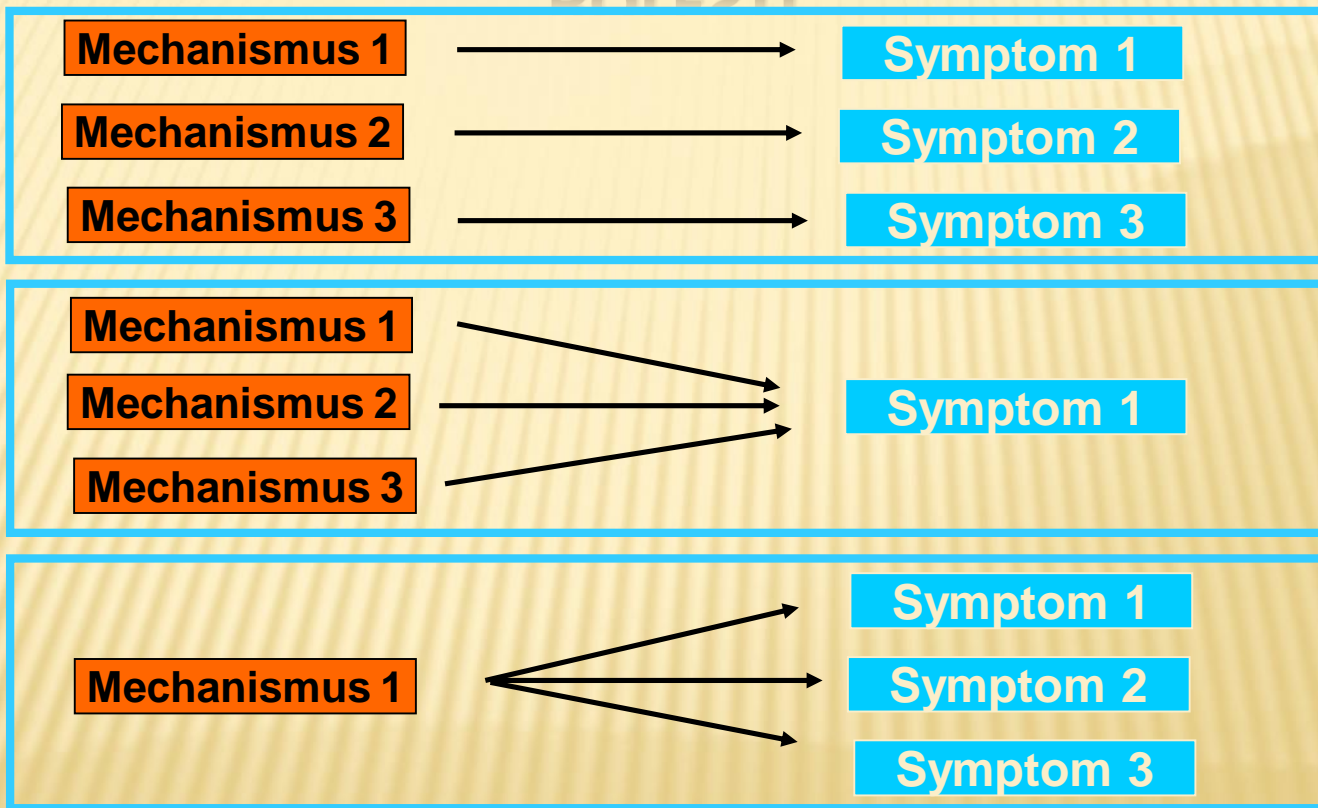 Mechanismus 1 Symptom 1
Mechanismus 2 Symptom 2
Mechanismus 3 Symptom 3
Mechanismus 1
Mechanismus 2 Symptom 1
Mechanismus 3
Symptom 1
Mechanismus 1 Symptom 2
Symptom 3